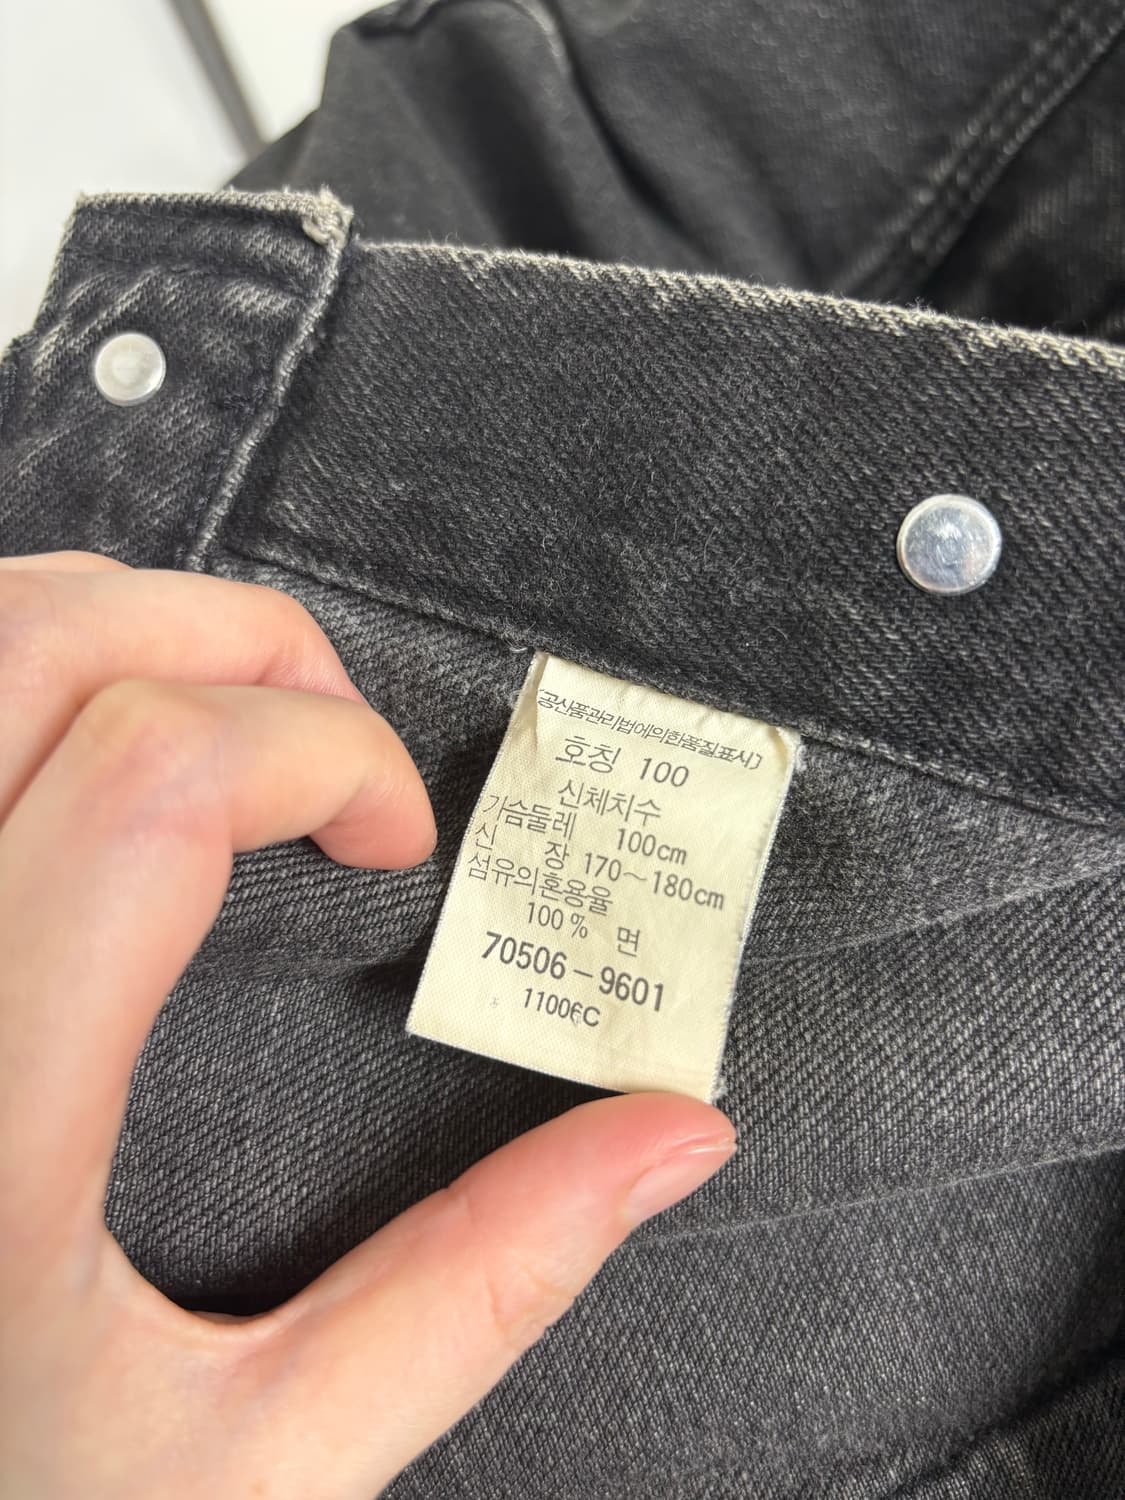 [공산품관리법에의한품질표시]
호칭 100
신체치수
가슴둘레 100cm
신 장 170~180cm
섬유의혼용율
100% 면
70506-9601
11006C